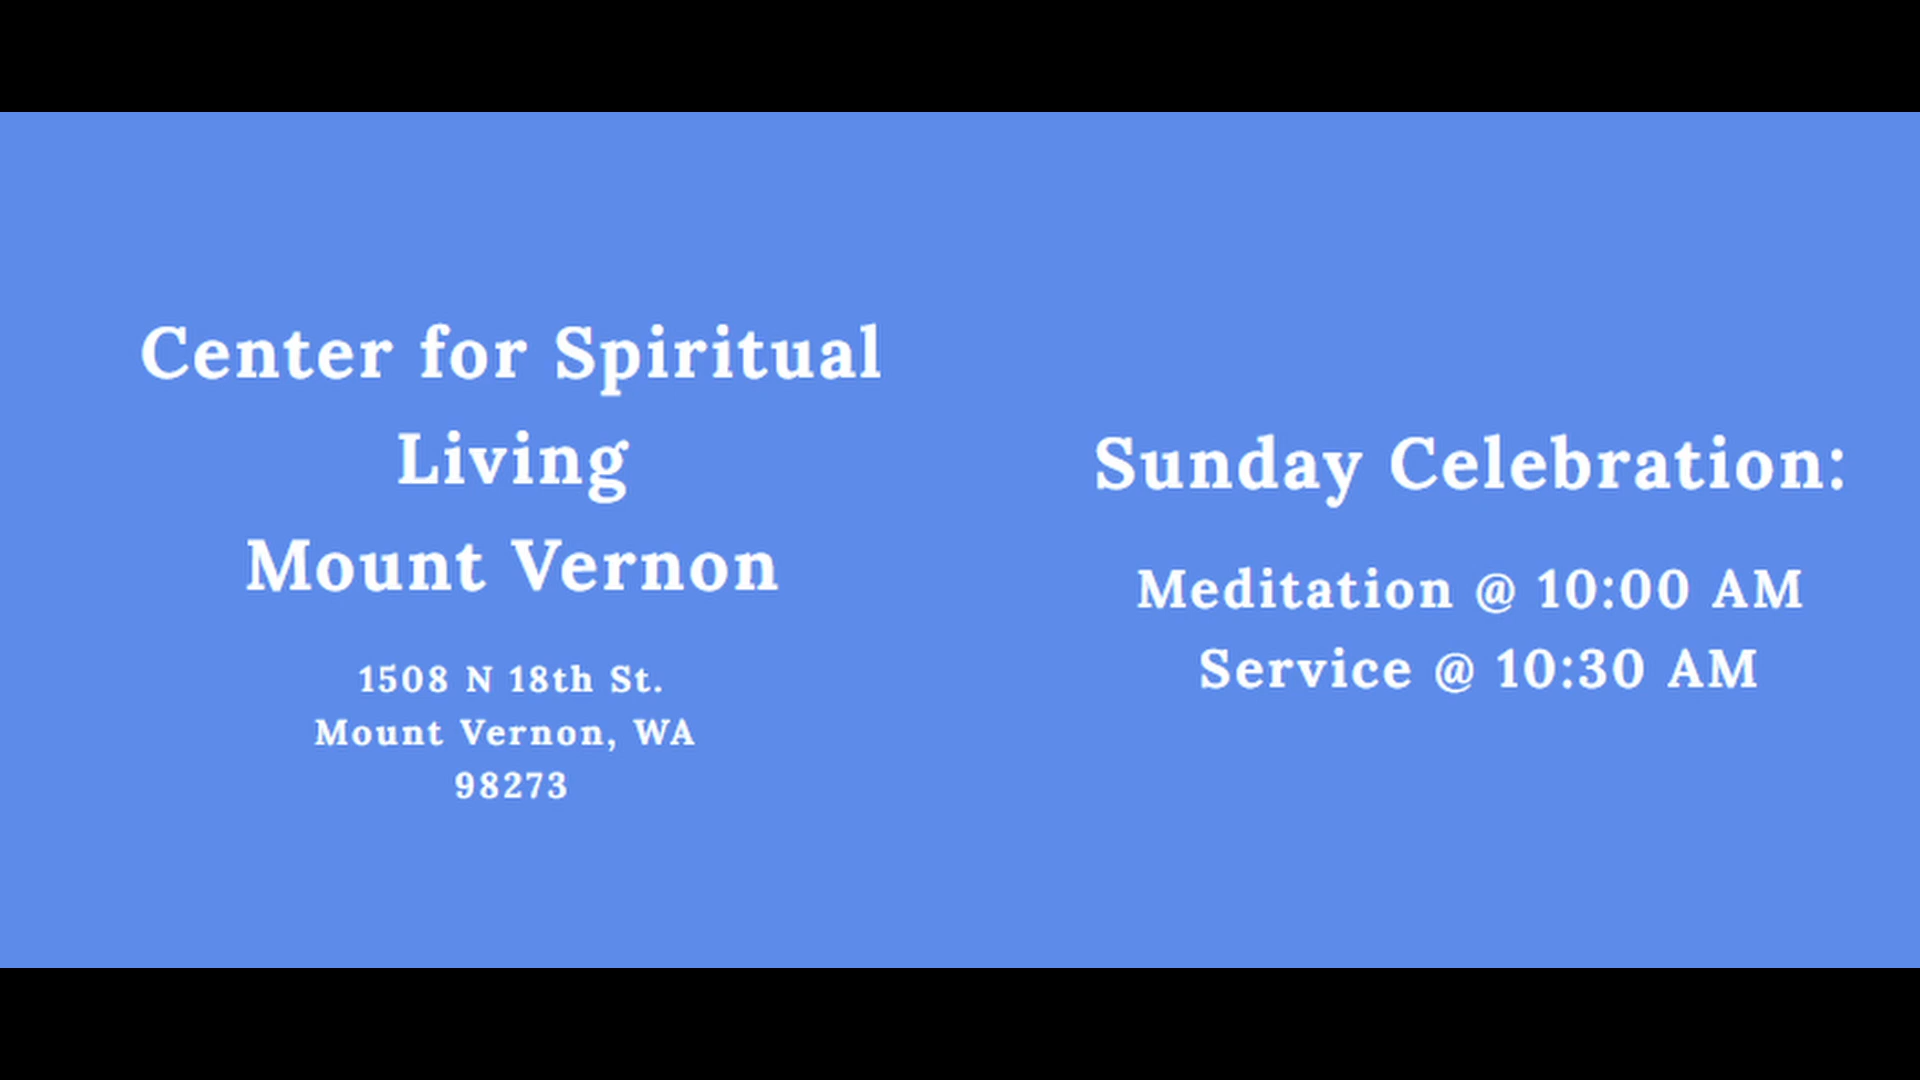 Center for Spiritual
Living
Mount Vernon
1508 N 18th St.
Mount Vernon, WA
98273
Sunday Celebration:
Meditation @ 10:00 AM
Service @ 10:30 AM